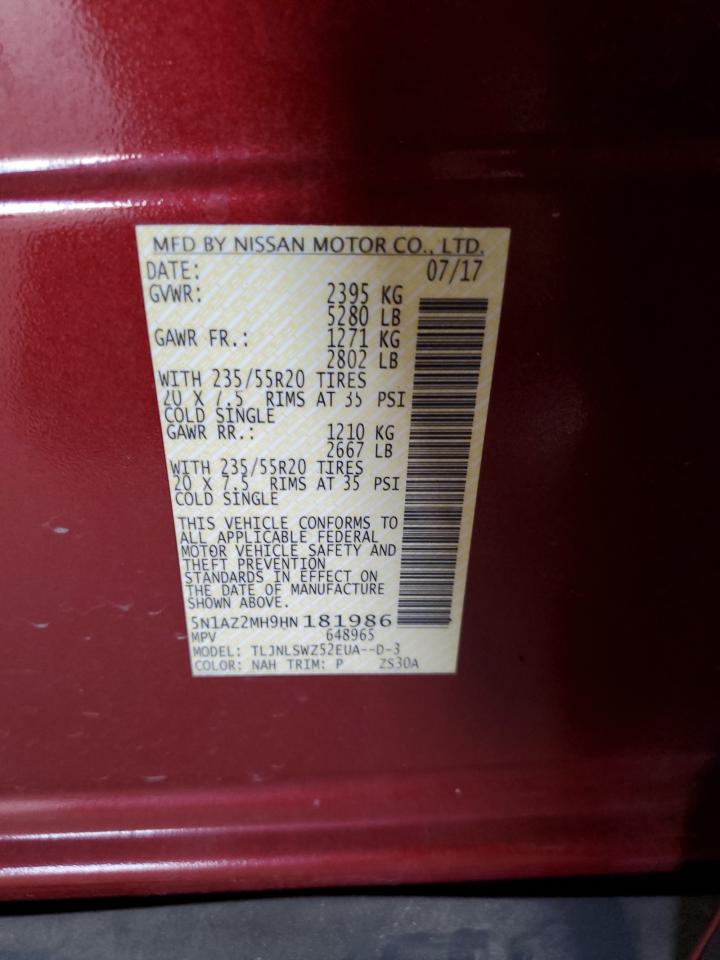 MFD BY NISSAN MOTOR CO., LTD.
DATE: 07/17
GVWR: 2395 KG
5280 LB
GAWR FR.: 1271 KG
2802 LB
WITH 235/55R20 TIRES
20 X 7.5 RIMS AT 35 PSI
COLD SINGLE
GAWR RR.: 1210 KG
2667 LB
WITH 235/55R20 TIRES
20 X 7.5 RIMS AT 35 PSI
COLD SINGLE
THIS VEHICLE CONFORMS TO
ALL APPLICABLE FEDERAL
MOTOR VEHICLE SAFETY AND
THEFT PREVENTION
STANDARDS IN EFFECT ON
THE DATE OF MANUFACTURE
SHOWN ABOVE.
5N1AZ2MH9HN181986
MPV 648965
MODEL: TLJNLSWZ52EUA--D-3
COLOR: NAH TRIM: P ZS30A